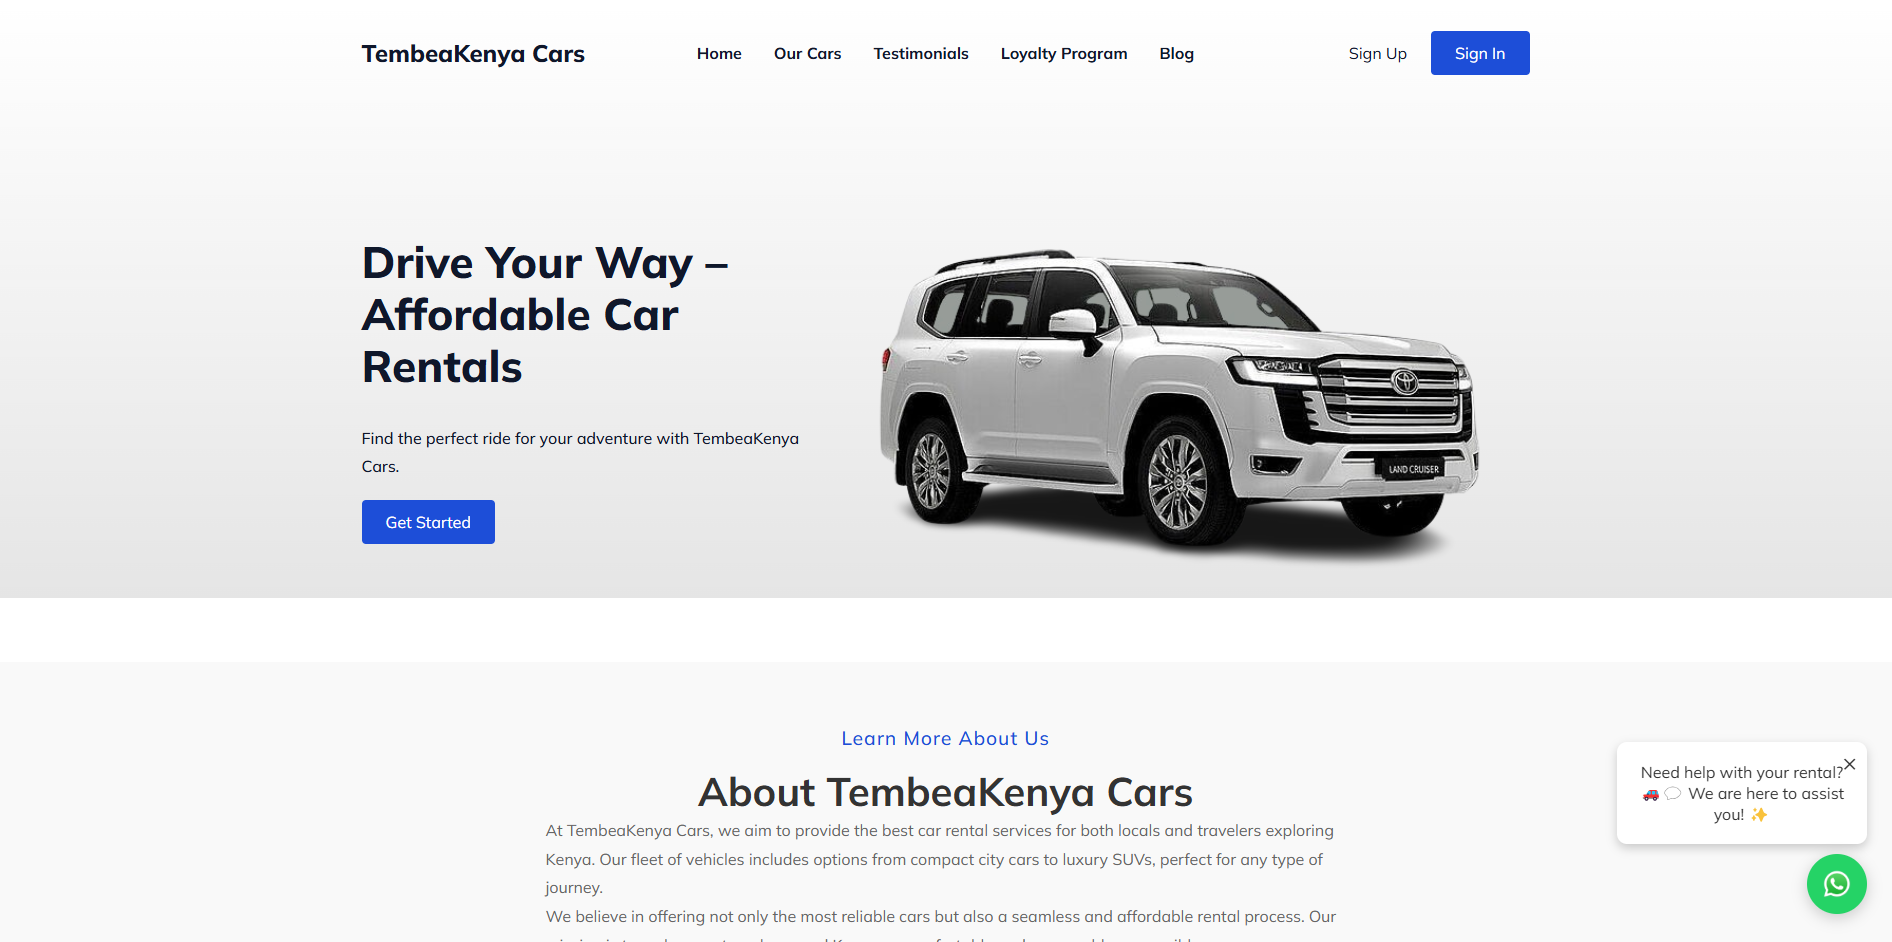 TembeaKenya Cars
Home
Our Cars
Testimonials
Loyalty Program
Blog
Sign Up
Sign In
Drive Your Way –
Affordable Car
Rentals
Find the perfect ride for your adventure with TembeaKenya
Cars.
Get Started
LAND CRUISER
Learn More About Us
About TembeaKenya Cars
At TembeaKenya Cars, we aim to provide the best car rental services for both locals and travelers exploring
Kenya. Our fleet of vehicles includes options from compact city cars to luxury SUVs, perfect for any type of
journey.
We believe in offering not only the most reliable cars but also a seamless and affordable rental process. Our
Need help with your rental?
🚗 💬 We are here to assist
you! ✨